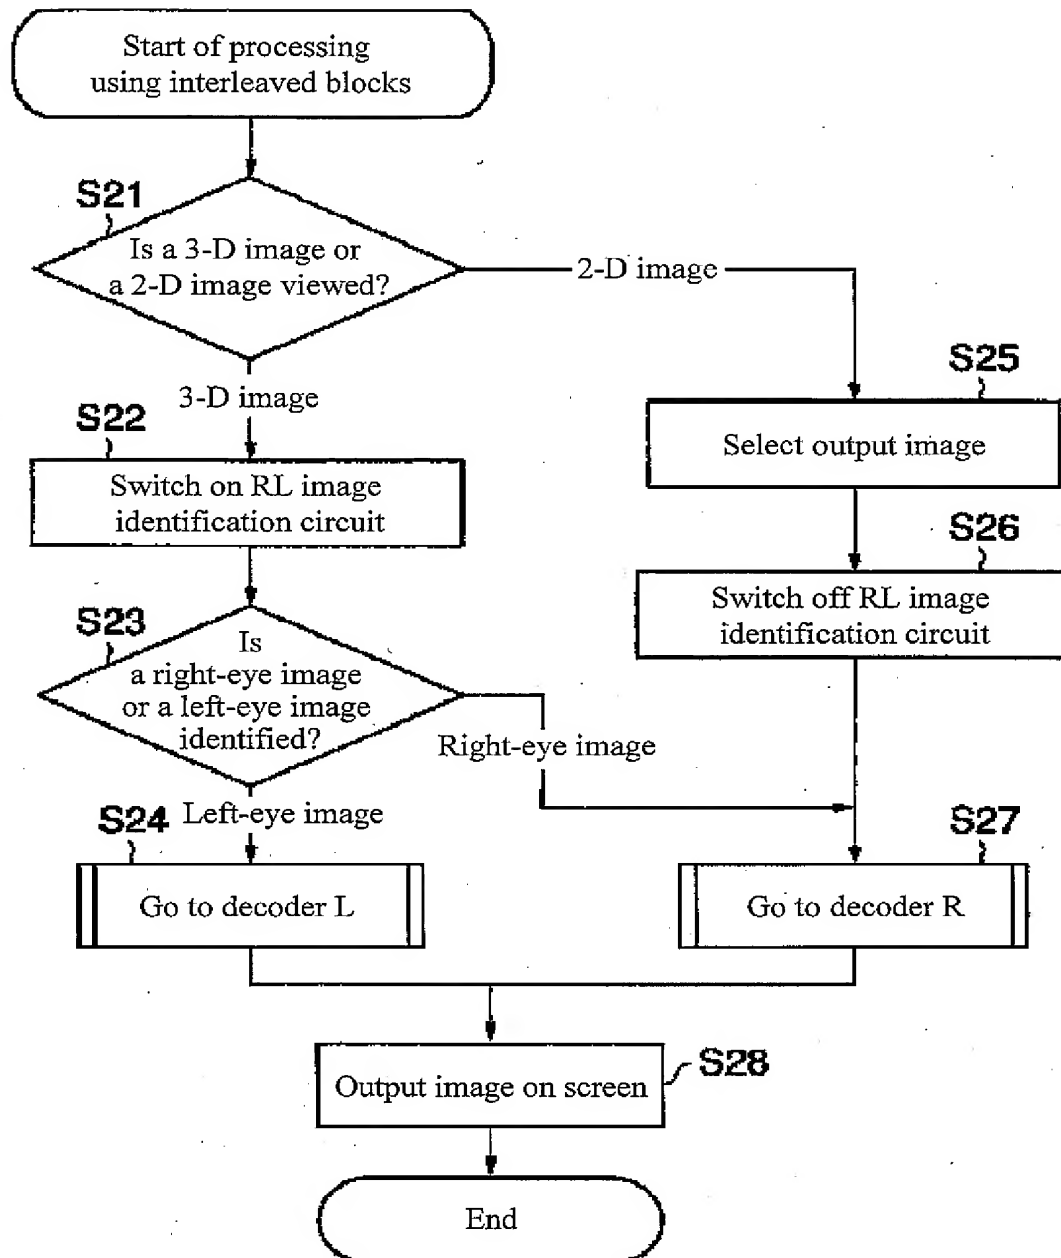 Start of processing
using interleaved blocks
S21
Is a 3-D image or
a 2-D image viewed?
2-D image
3-D image
S22
Switch on RL image
identification circuit
S25
Select output image
S26
Switch off RL image
identification circuit
S23
Is
a right-eye image
or a left-eye image
identified?
Right-eye image
Left-eye image
S24
Go to decoder L
S27
Go to decoder R
Output image on screen
S28
End